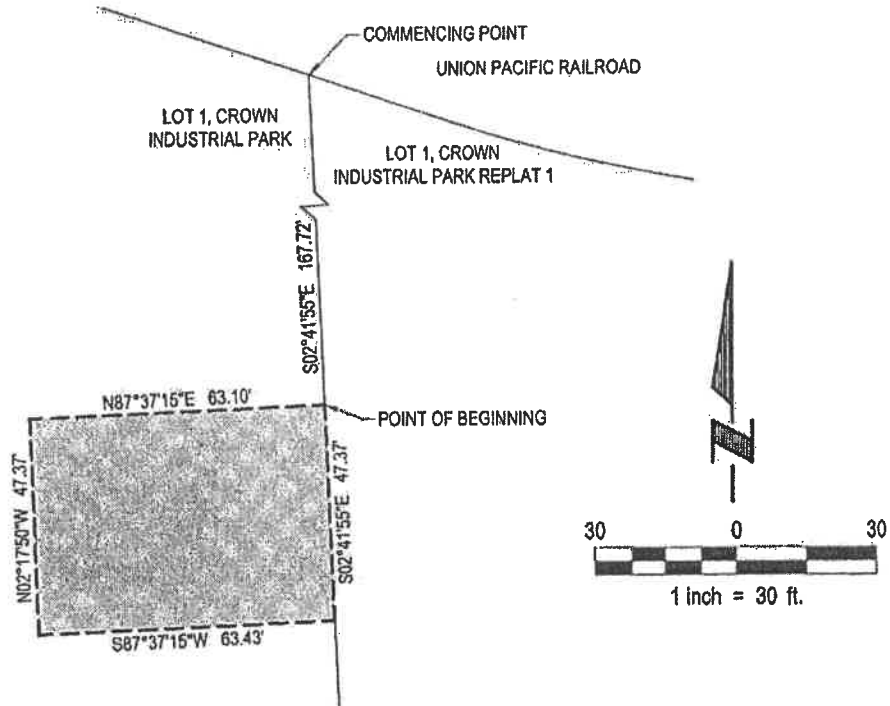 COMMENCING POINT
UNION PACIFIC RAILROAD
LOT 1, CROWN
INDUSTRIAL PARK
LOT 1, CROWN
INDUSTRIAL PARK REPLAT 1
S02°41'55"E 167.72'
N87°37'15"E 63.10'
POINT OF BEGINNING
N02°17'50"W 47.37'
S02°41'55"E 47.37'
S87°37'15"W 63.43'
N
30 0 30
1 inch = 30 ft.